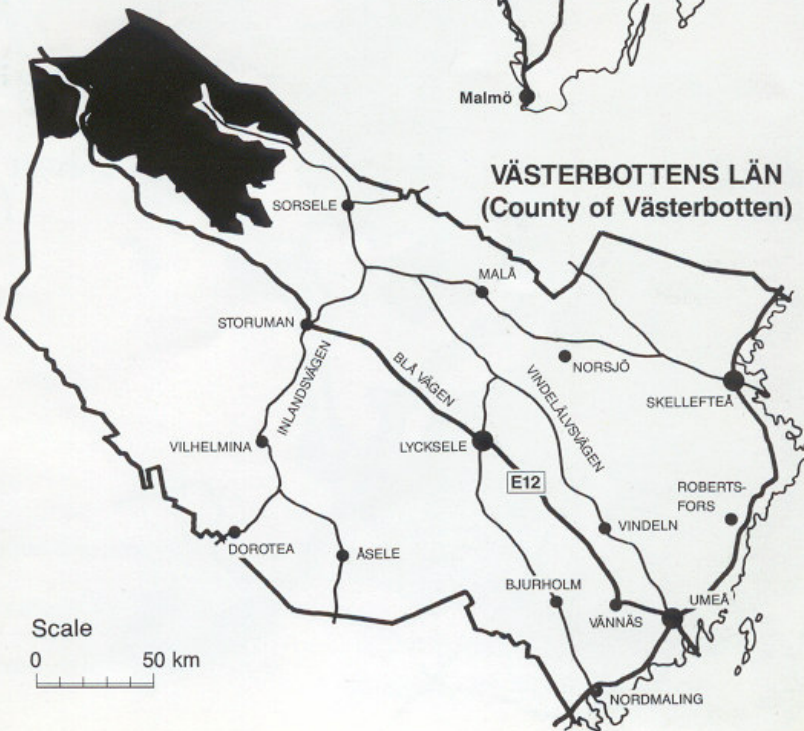 Malmö
VÄSTERBOTTENS LÄN
(County of Västerbotten)
SORSELE
MALÅ
STORUMAN
INLANDSVÄGEN
BLÅ VÄGEN
VINDELÄLVSVÄGEN
NORSJÖ
SKELLEFTEÅ
VILHELMINA
LYCKSELE
E12
ROBERTS-
FORS
VINDELN
DOROTEA
ÅSELE
BJURHOLM
UMEÅ
VÄNNÄS
Scale
0 50 km
NORDMALING